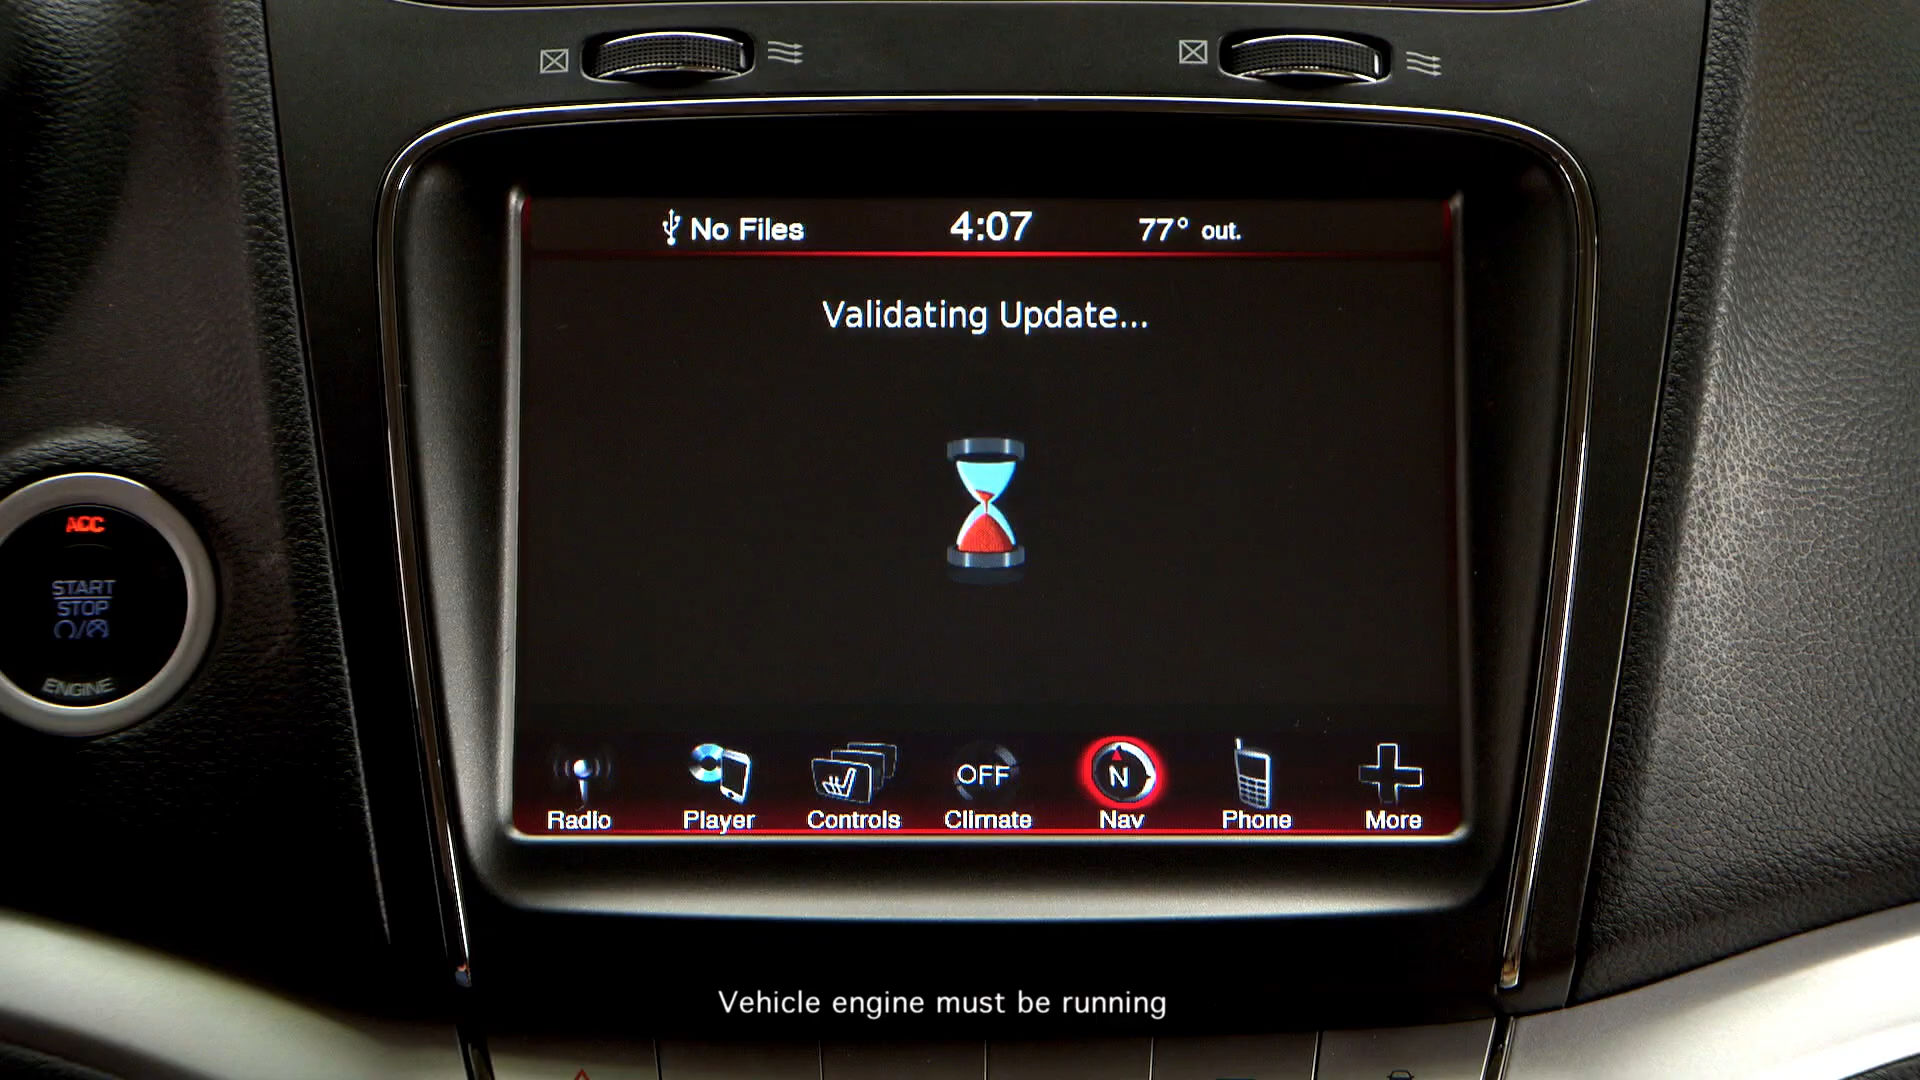 No Files 4:07 77° out.
Validating Update...
ACC
START
STOP
ENGINE
OFF
N
Radio Player Controls Climate Nav Phone More
Vehicle engine must be running